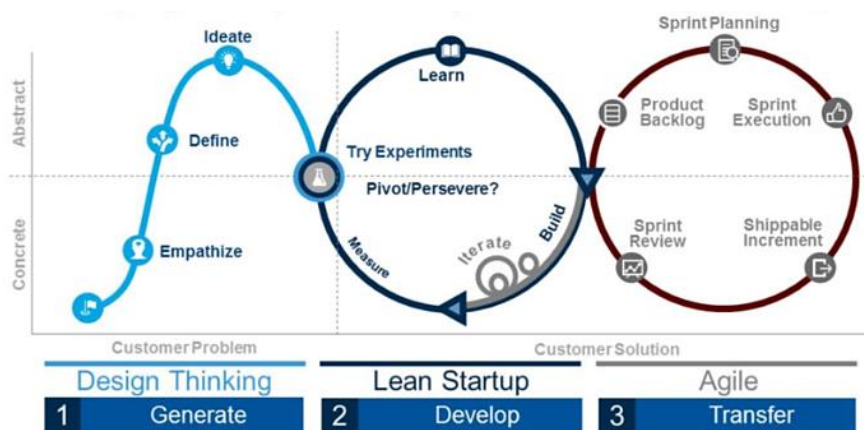 Abstract
Concrete
Ideate
Define
Empathize
Learn
Try Experiments
Pivot/Persevere?
Measure
Iterate
Build
Sprint Planning
Product
Backlog
Sprint
Execution
Sprint
Review
Shippable
Increment
Customer Problem
Customer Solution
Design Thinking
Lean Startup
Agile
1 Generate
2 Develop
3 Transfer